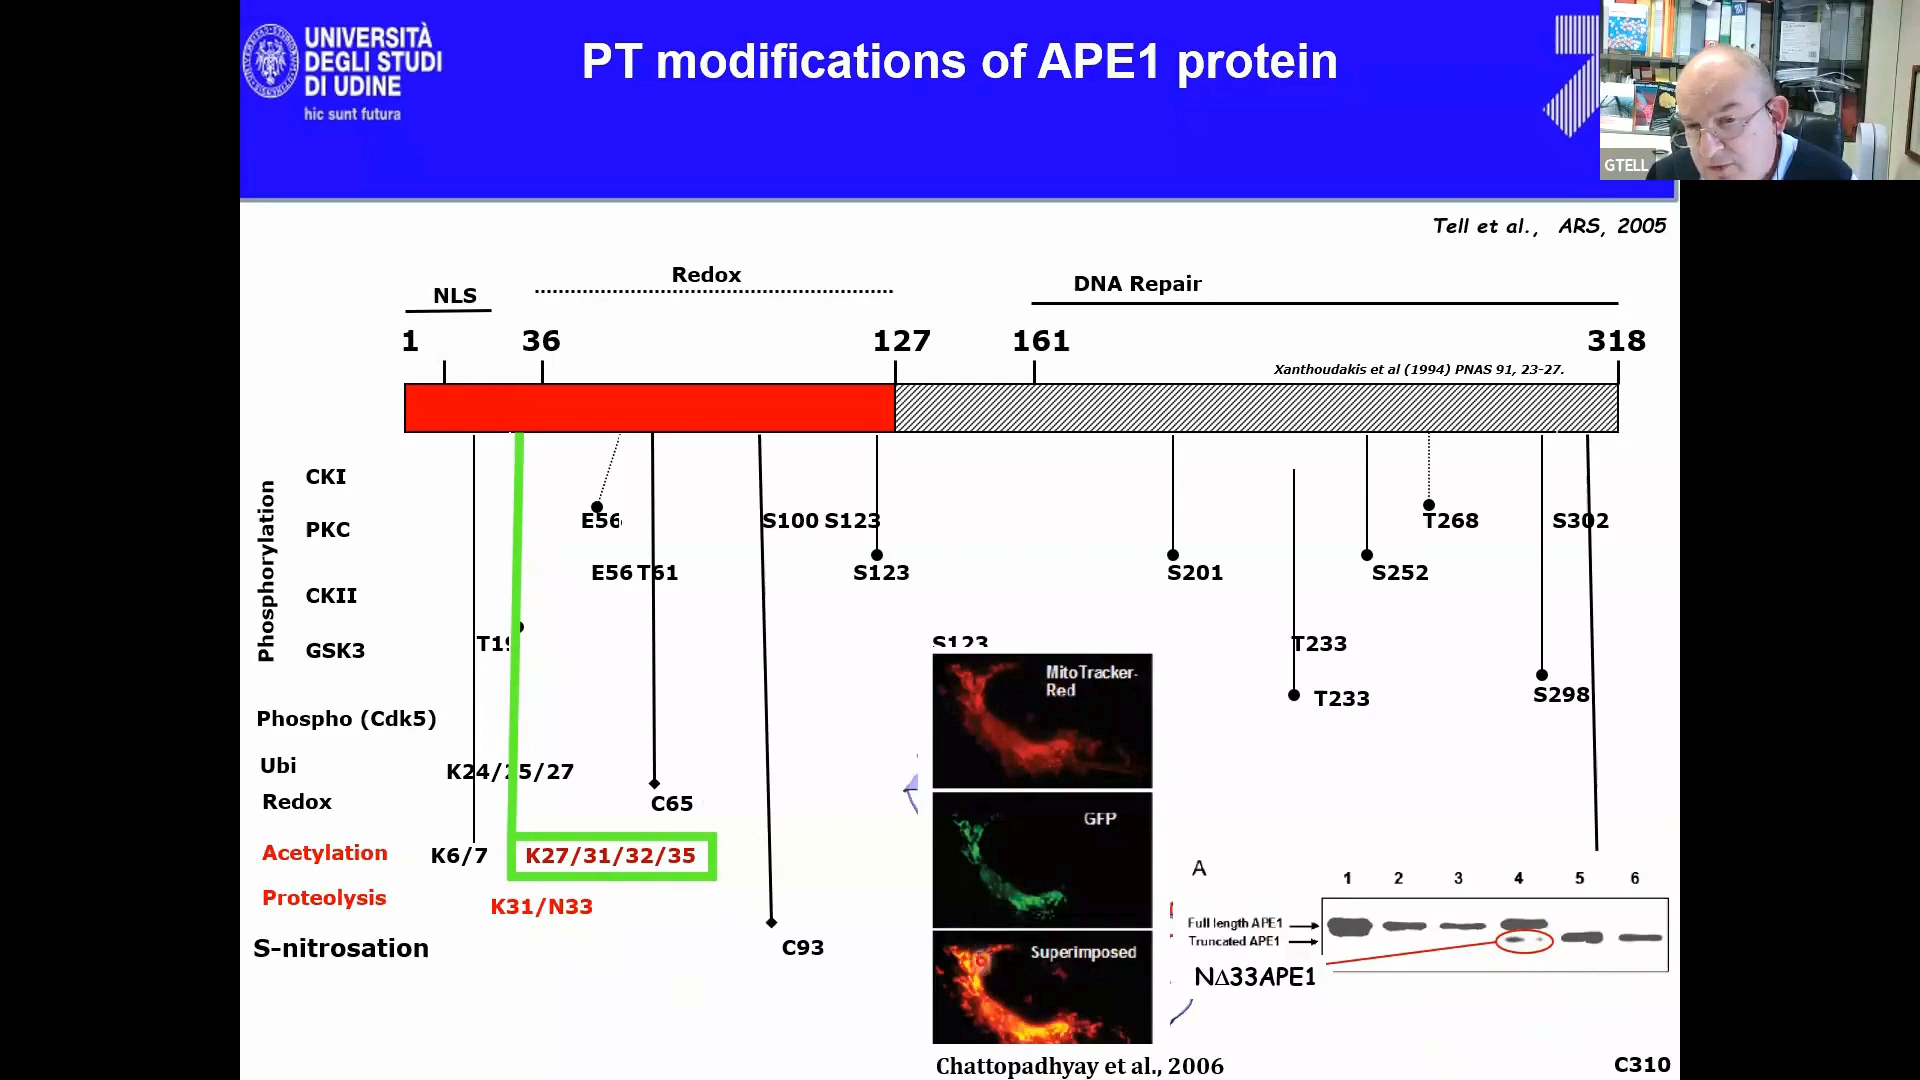 UNIVERSITÀ
DEGLI STUDI
DI UDINE
hic sunt futura
PT modifications of APE1 protein
GTELL
Tell et al., ARS, 2005
NLS
Redox
DNA Repair
1
36
127
161
318
Xanthoudakis et al (1994) PNAS 91, 23-27.
Phosphorylation
CKI
PKC
E56
S100 S123
T268
S302
E56 T61
S123
S201
S252
CKII
GSK3
T19
S123
T233
T233
S298
Phospho (Cdk5)
Ubi
K24/25/27
Redox
C65
Acetylation
K6/7
K27/31/32/35
Proteolysis
K31/N33
S-nitrosation
C93
MitoTracker-
Red
GFP
Superimposed
Chattopadhyay et al., 2006
A
1 2 3 4 5 6
Full length APE1
Truncated APE1
NΔ33APE1
C310